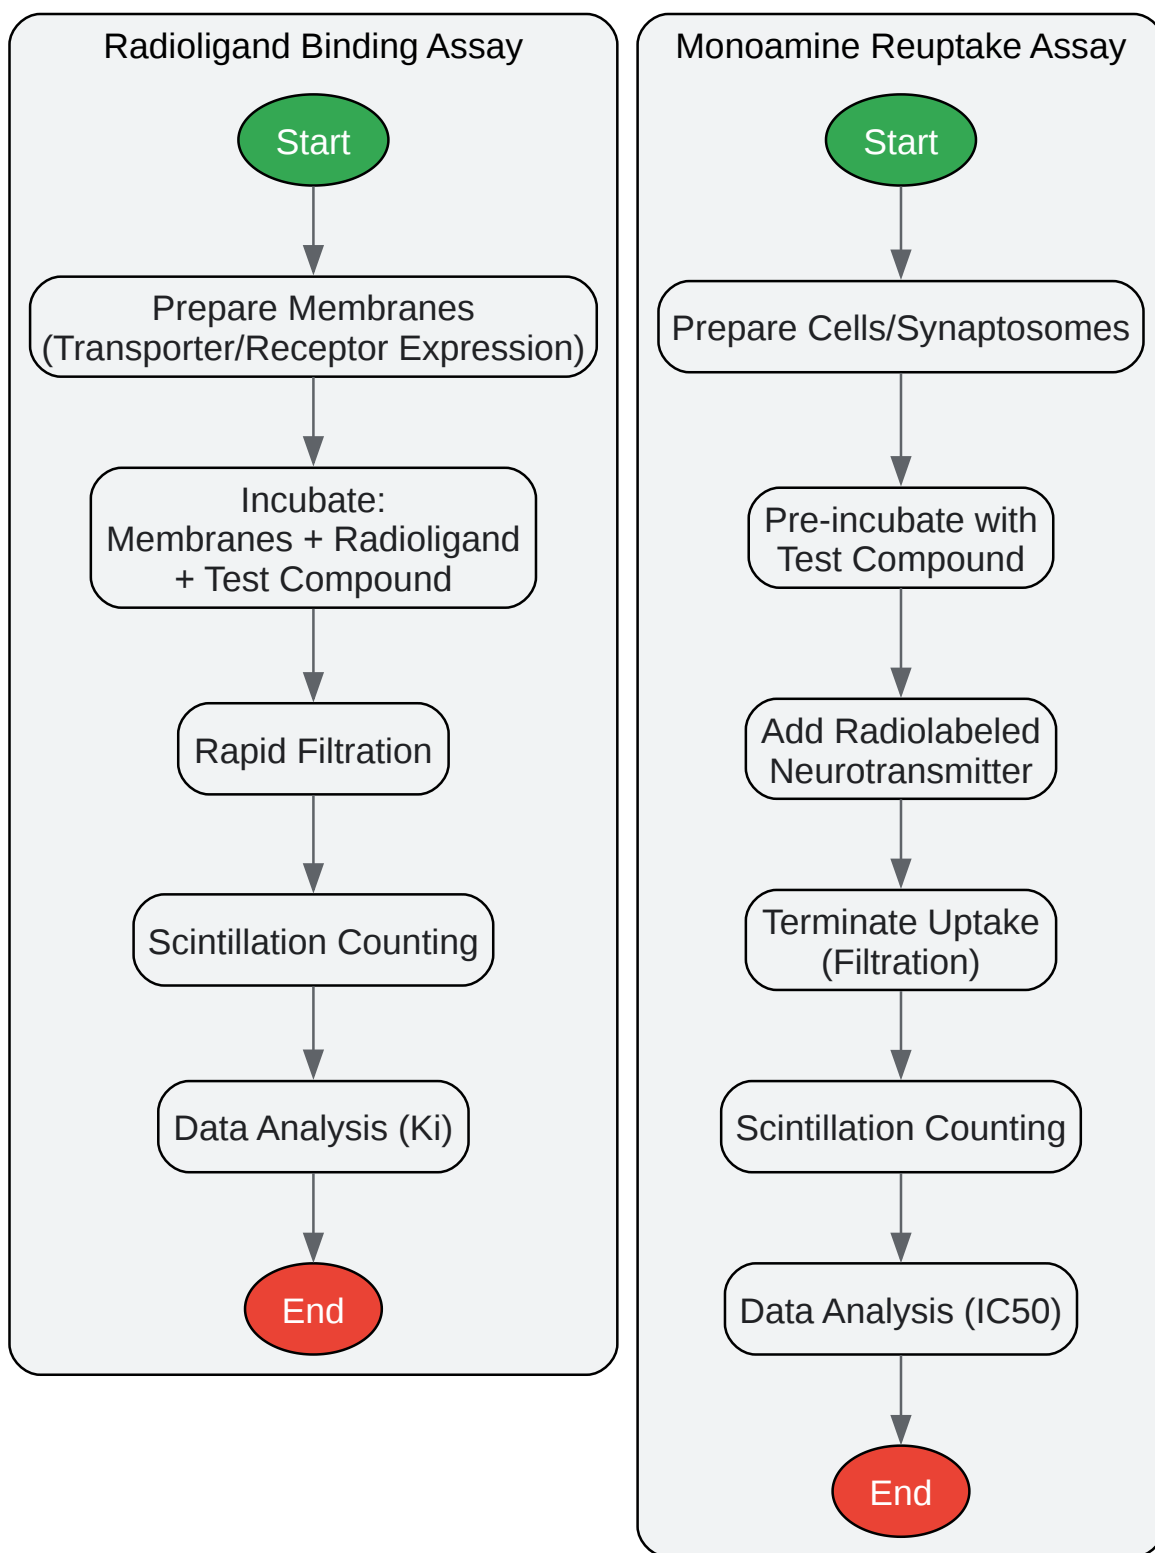 Radioligand Binding Assay
Start
Prepare Membranes
(Transporter/Receptor Expression)
Incubate:
Membranes + Radioligand
+ Test Compound
Rapid Filtration
Scintillation Counting
Data Analysis (Ki)
End
Monoamine Reuptake Assay
Start
Prepare Cells/Synaptosomes
Pre-incubate with
Test Compound
Add Radiolabeled
Neurotransmitter
Terminate Uptake
(Filtration)
Scintillation Counting
Data Analysis (IC50)
End